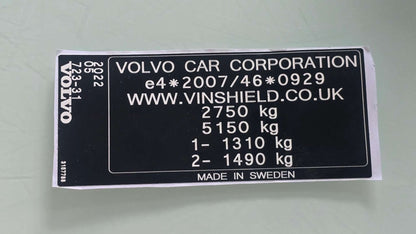 VOLVO CAR CORPORATION
e4*2007/46*0929
WWW.VINSHIELD.CO.UK
2750 kg
5150 kg
1- 1310 kg
2- 1490 kg
MADE IN SWEDEN
2022
05
723-31
VOLVO